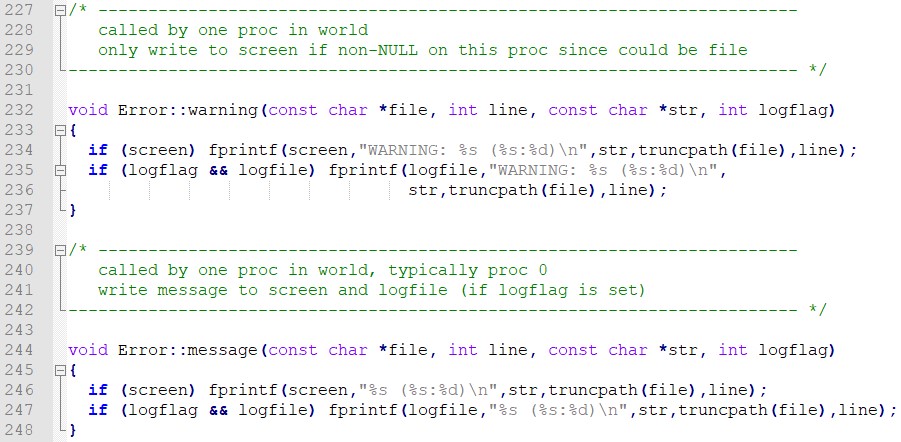 227 /* ----------------------------------------------------------------------
228    called by one proc in world
229    only write to screen if non-NULL on this proc since could be file
230 ------------------------------------------------------------------------- */
231
232 void Error::warning(const char *file, int line, const char *str, int logflag)
233 {
234   if (screen) fprintf(screen,"WARNING: %s (%s:%d)\n",str,truncpath(file),line);
235   if (logflag && logfile) fprintf(logfile,"WARNING: %s (%s:%d)\n",
236                                   str,truncpath(file),line);
237 }
238
239 /* ----------------------------------------------------------------------
240    called by one proc in world, typically proc 0
241    write message to screen and logfile (if logflag is set)
242 ------------------------------------------------------------------------- */
243
244 void Error::message(const char *file, int line, const char *str, int logflag)
245 {
246   if (screen) fprintf(screen,"%s (%s:%d)\n",str,truncpath(file),line);
247   if (logflag && logfile) fprintf(logfile,"%s (%s:%d)\n",str,truncpath(file),line);
248 }